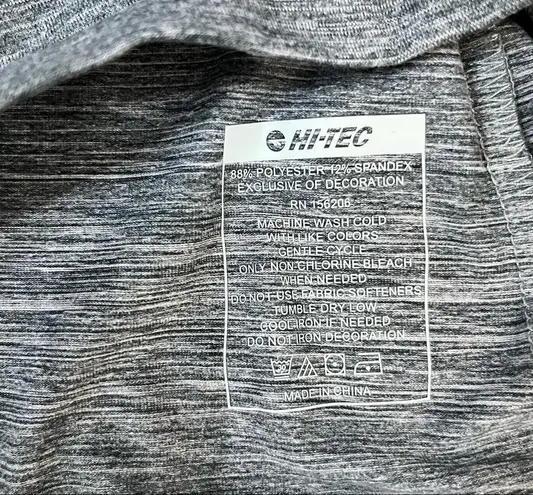 HI-TEC
88% POLYESTER 12% SPANDEX
EXCLUSIVE OF DECORATION
RN 156206
MACHINE WASH COLD
WITH LIKE COLORS
GENTLE CYCLE
ONLY NON-CHLORINE BLEACH
WHEN NEEDED
DO NOT USE FABRIC SOFTENERS
TUMBLE DRY LOW
COOL IRON IF NEEDED
DO NOT IRON DECORATION
30
MADE IN CHINA